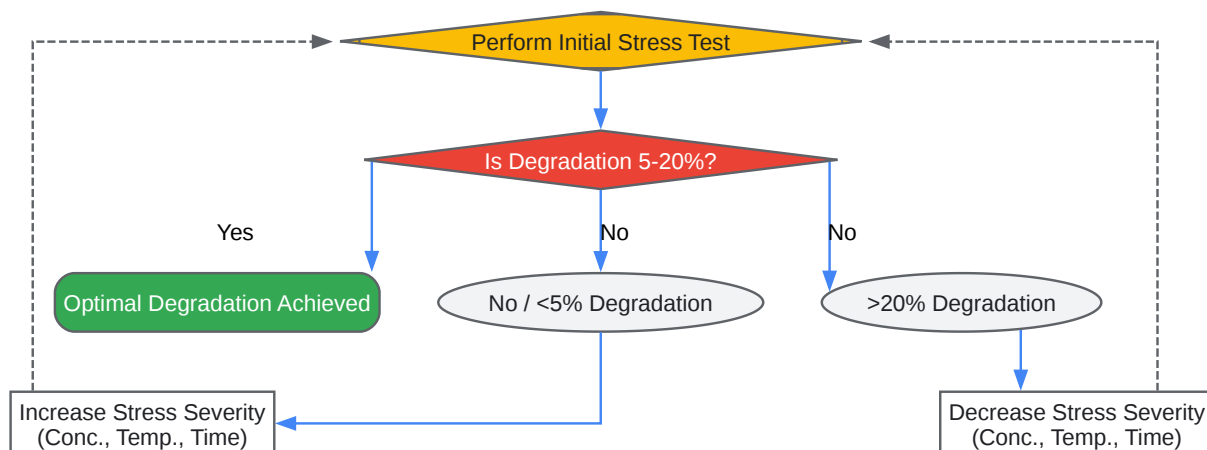 Perform Initial Stress Test
Is Degradation 5-20%?
Yes
No
No
Optimal Degradation Achieved
No / <5% Degradation
>20% Degradation
Increase Stress Severity
(Conc., Temp., Time)
Decrease Stress Severity
(Conc., Temp., Time)